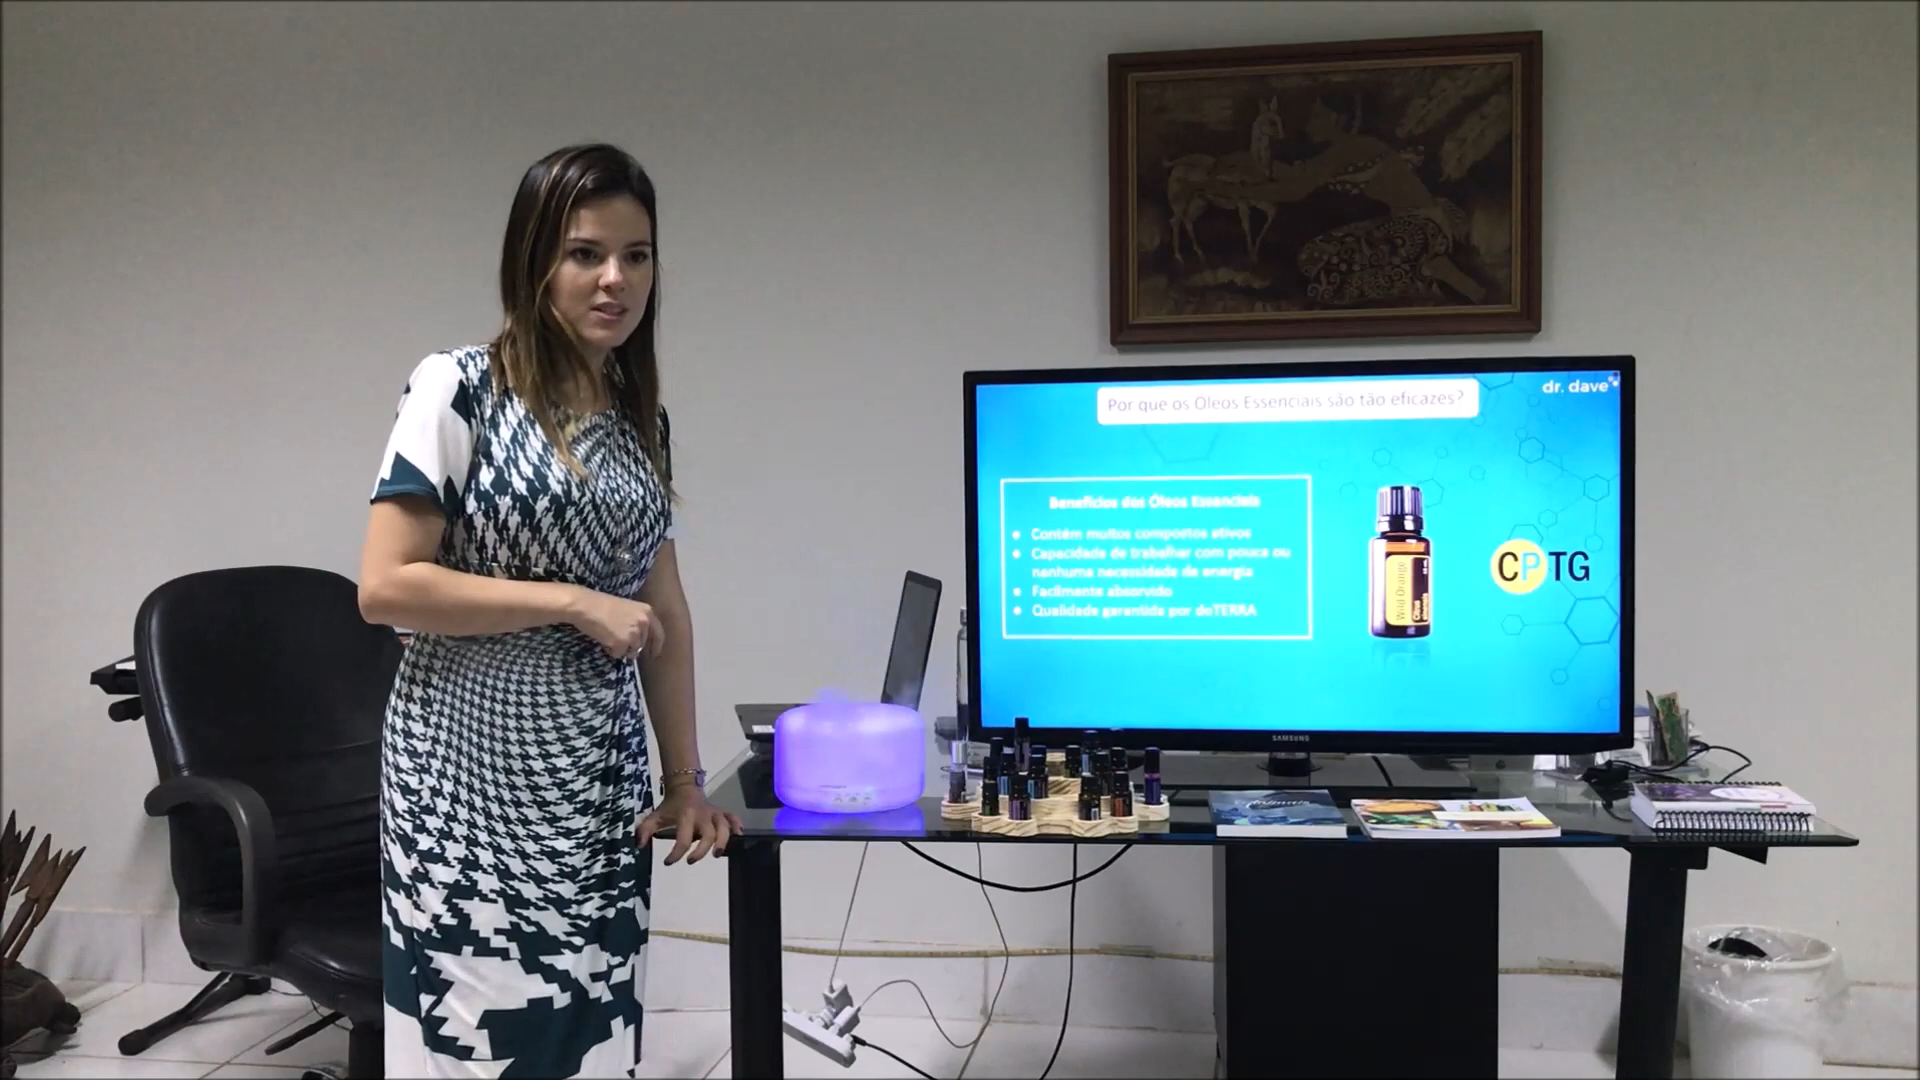 dr. dave
Por que os Óleos Essenciais são tão eficazes?
Benefícios dos Óleos Essenciais
• Contém muitos compostos ativos
• Capacidade de trabalhar com pouca ou
nenhuma necessidade de energia
• Facilmente absorvido
• Qualidade garantida por doTERRA
Wild Orange
CPTG
SAMSUNG